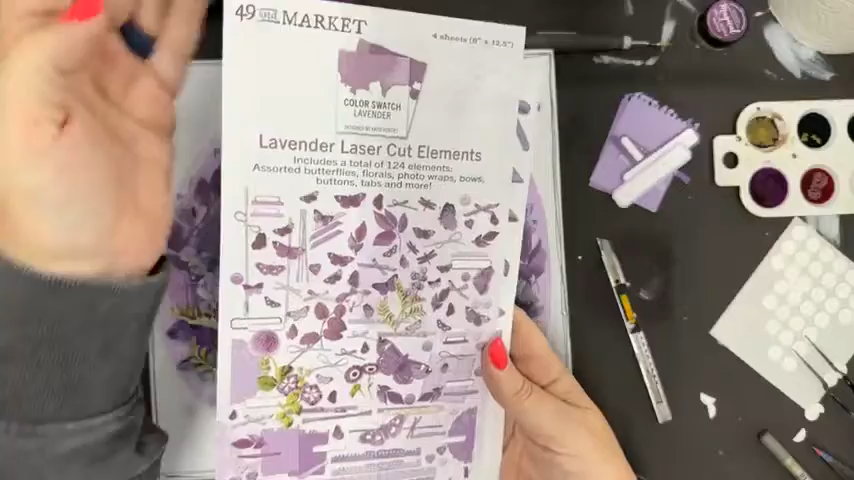 49 and MARKET
4 sheets (8" x 12.5")
COLOR SWATCH
LAVENDER
Lavender Laser Cut Elements
Includes a total of 124 elements:
Assorted butterflies, florals, photo wraps, bows,
buttons, tabs and more!